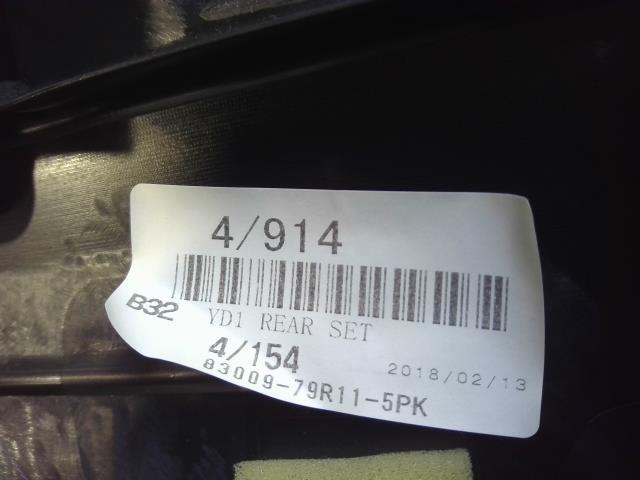 4/914
B32
YD1 REAR SET
4/154
2018/02/13
83009-79R11-5PK